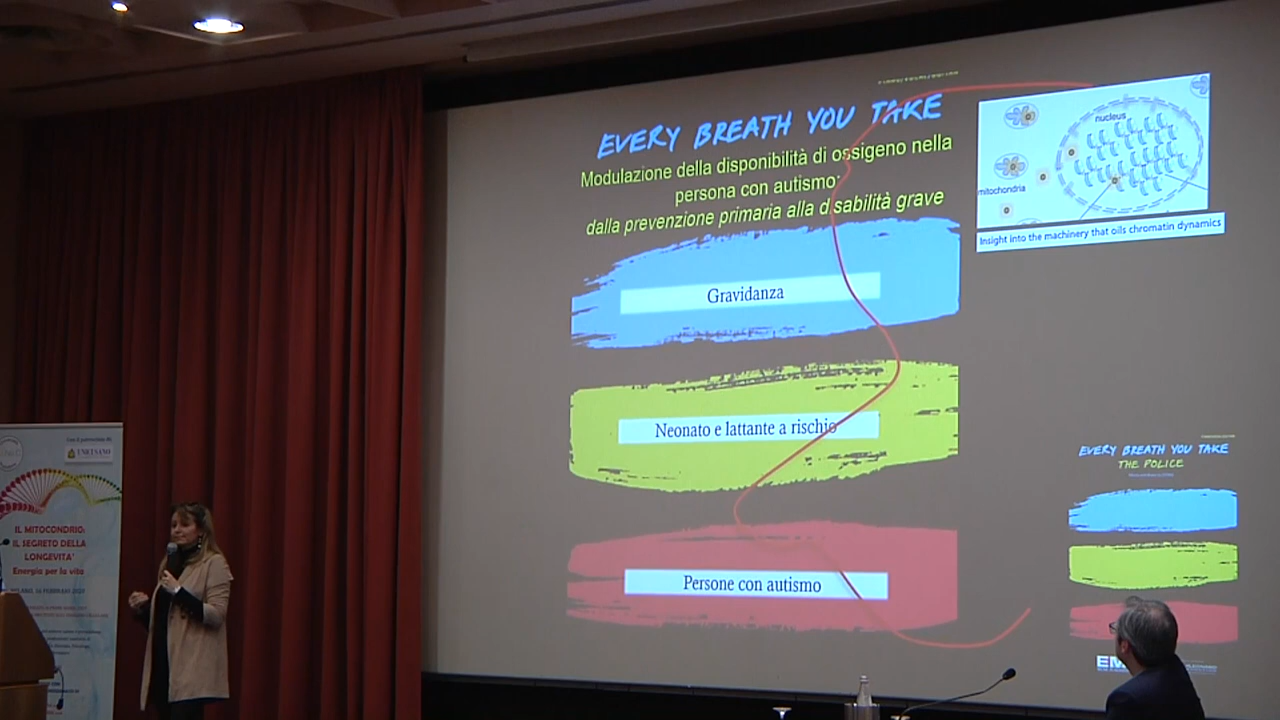 EVERY BREATH YOU TAKE
Modulazione della disponibilità di ossigeno nella
persona con autismo:
dalla prevenzione primaria alla disabilità grave
Gravidanza
Neonato e lattante a rischio
Persone con autismo
nucleus
mitochondria
Insight into the machinery that oils chromatin dynamics
EVERY BREATH YOU TAKE
THE POLICE
EM
IL MITOCONDRIO:
IL SEGRETO DELLA
LONGEVITA'
Energia per la vita